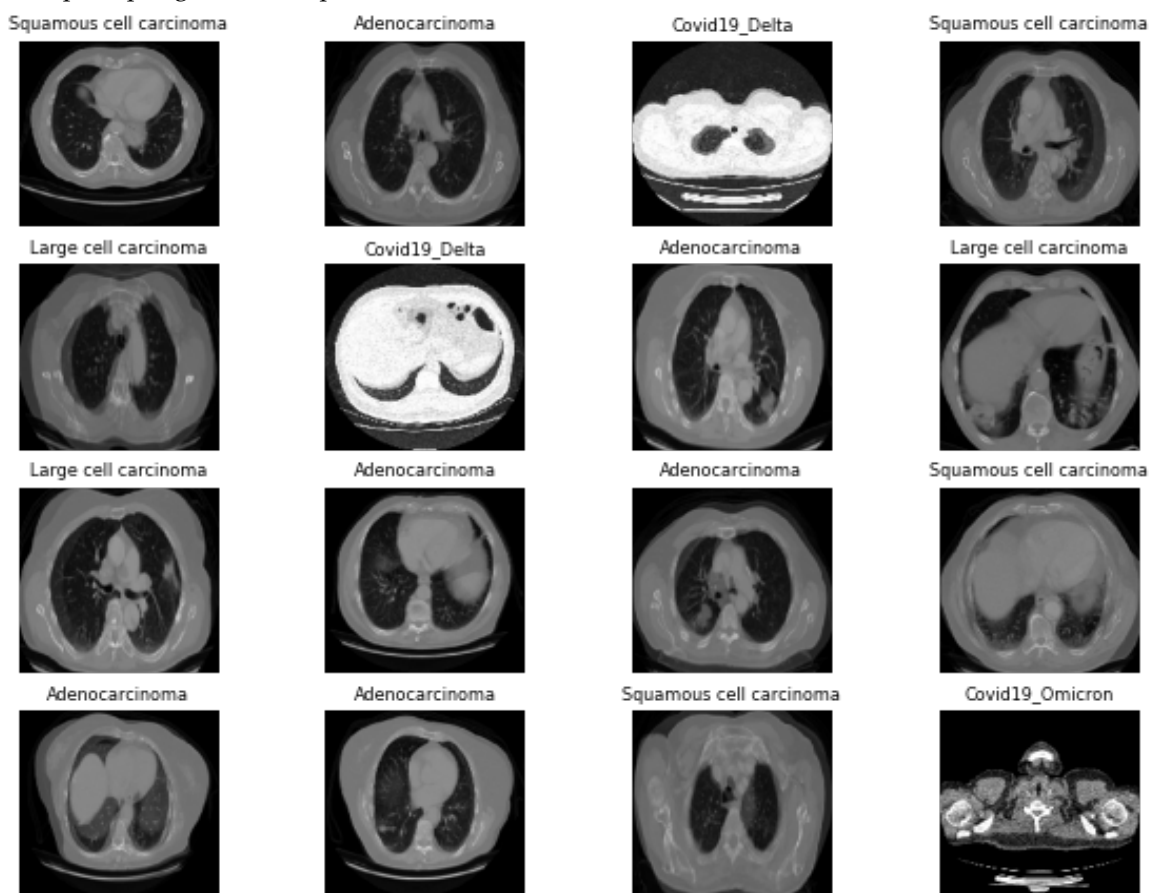 Squamous cell carcinoma Adenocarcinoma Covid19_Delta Squamous cell carcinoma
Large cell carcinoma Covid19_Delta Adenocarcinoma Large cell carcinoma
Large cell carcinoma Adenocarcinoma Adenocarcinoma Squamous cell carcinoma
Adenocarcinoma Adenocarcinoma Squamous cell carcinoma Covid19_Omicron